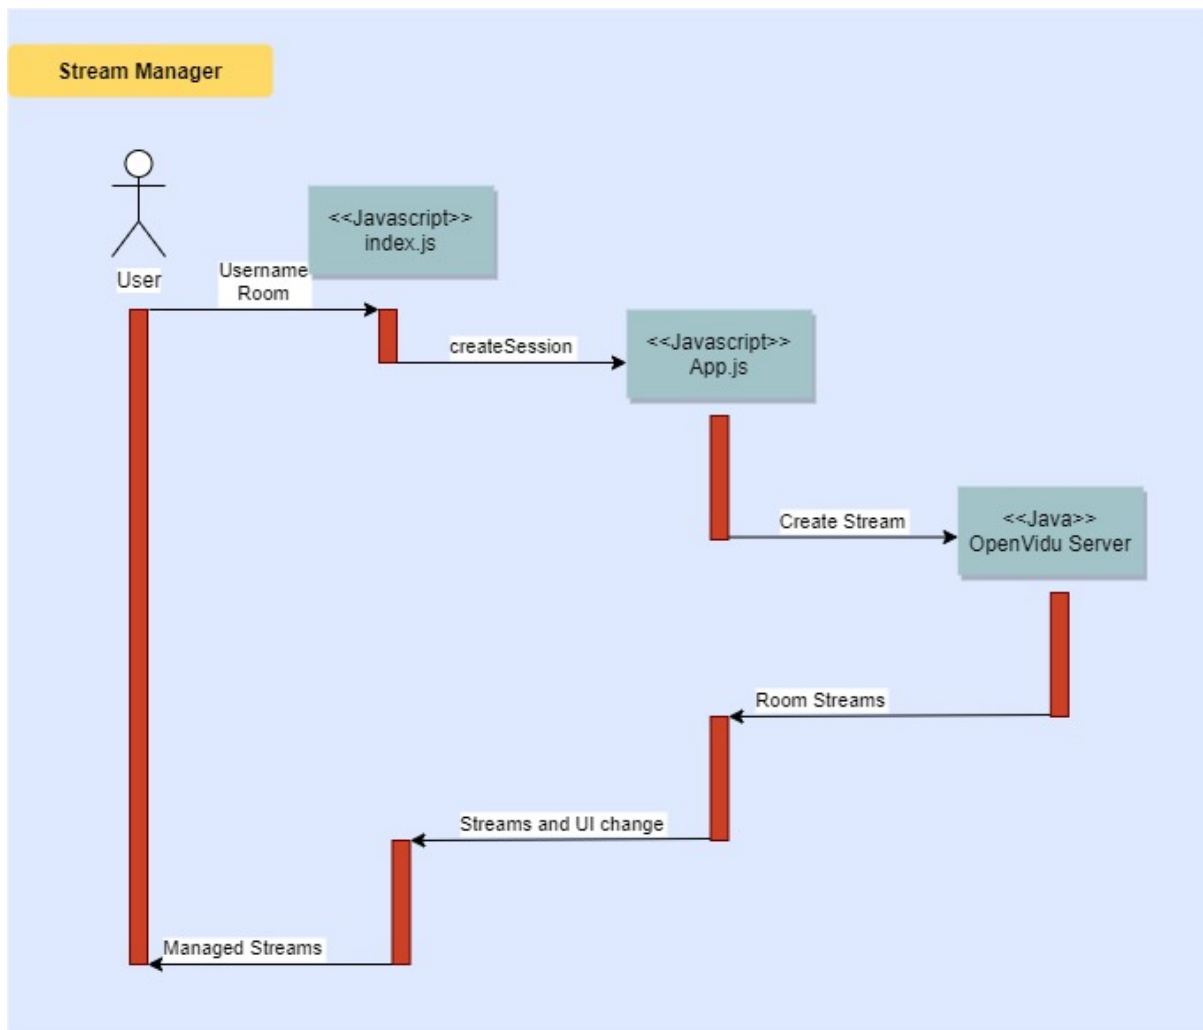 Stream Manager
<<Javascript>>
index.js
User
Username
Room
createSession
<<Javascript>>
App.js
Create Stream
<<Java>>
OpenVidu Server
Room Streams
Streams and UI change
Managed Streams